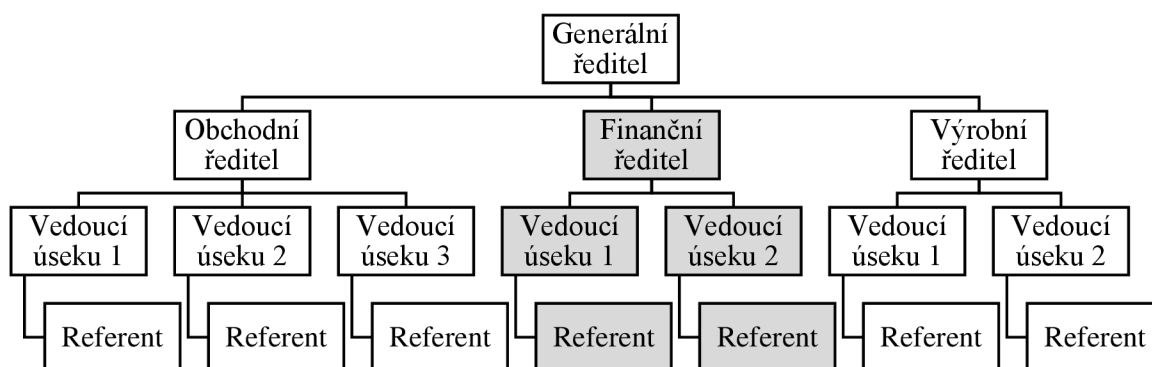 Generální
ředitel
Obchodní
ředitel
Finanční
ředitel
Výrobní
ředitel
Vedoucí
úseku 1
Vedoucí
úseku 2
Vedoucí
úseku 3
Vedoucí
úseku 1
Vedoucí
úseku 2
Vedoucí
úseku 1
Vedoucí
úseku 2
Referent
Referent
Referent
Referent
Referent
Referent
Referent